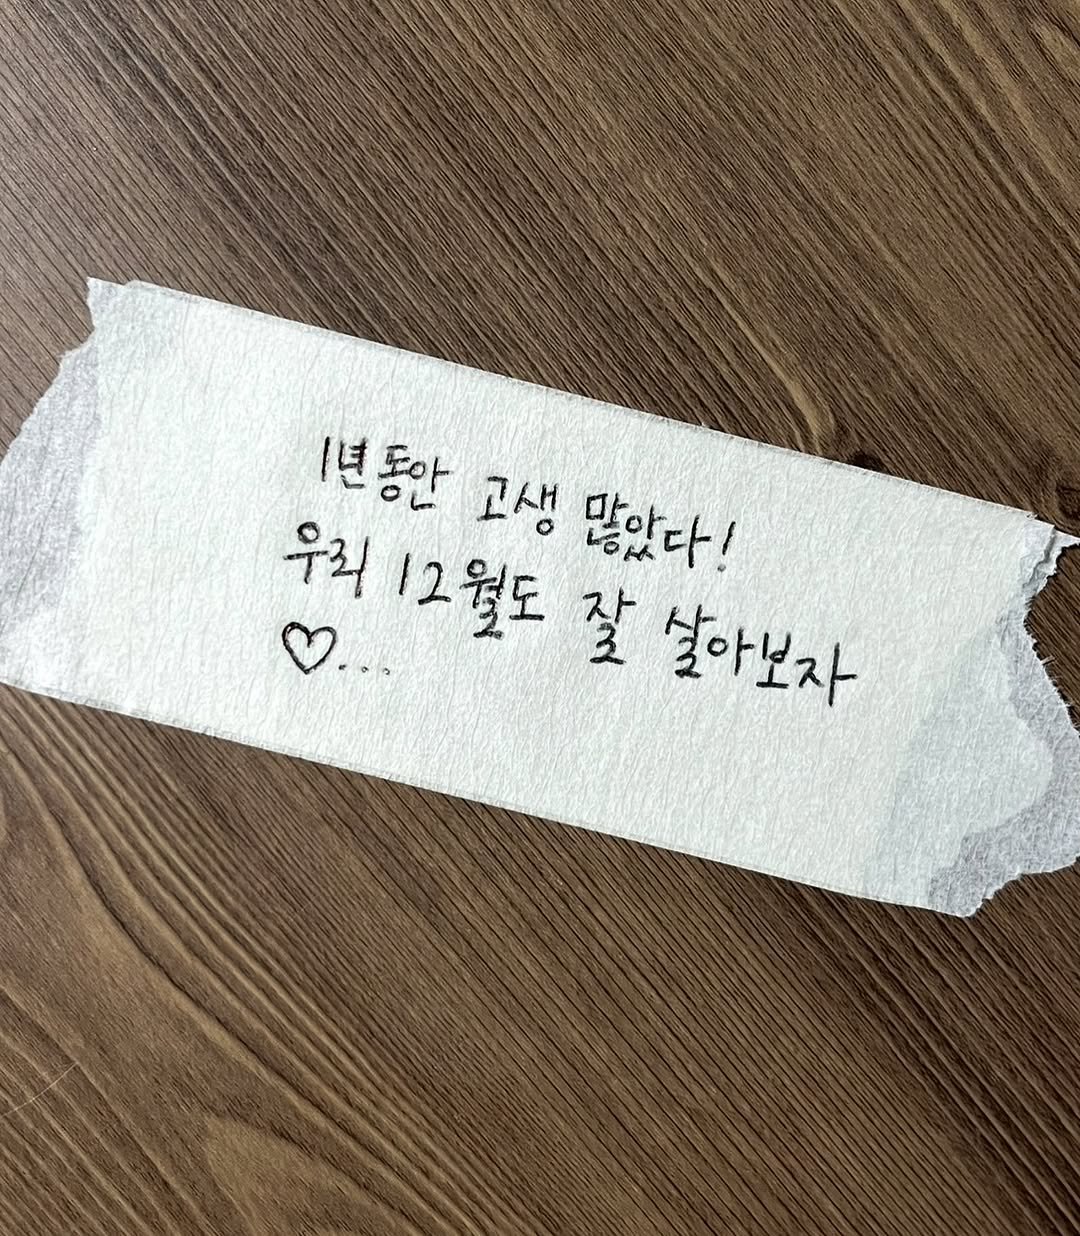 1년동안 고생 많았다!
우리 12월도 잘 살아보자
♡...